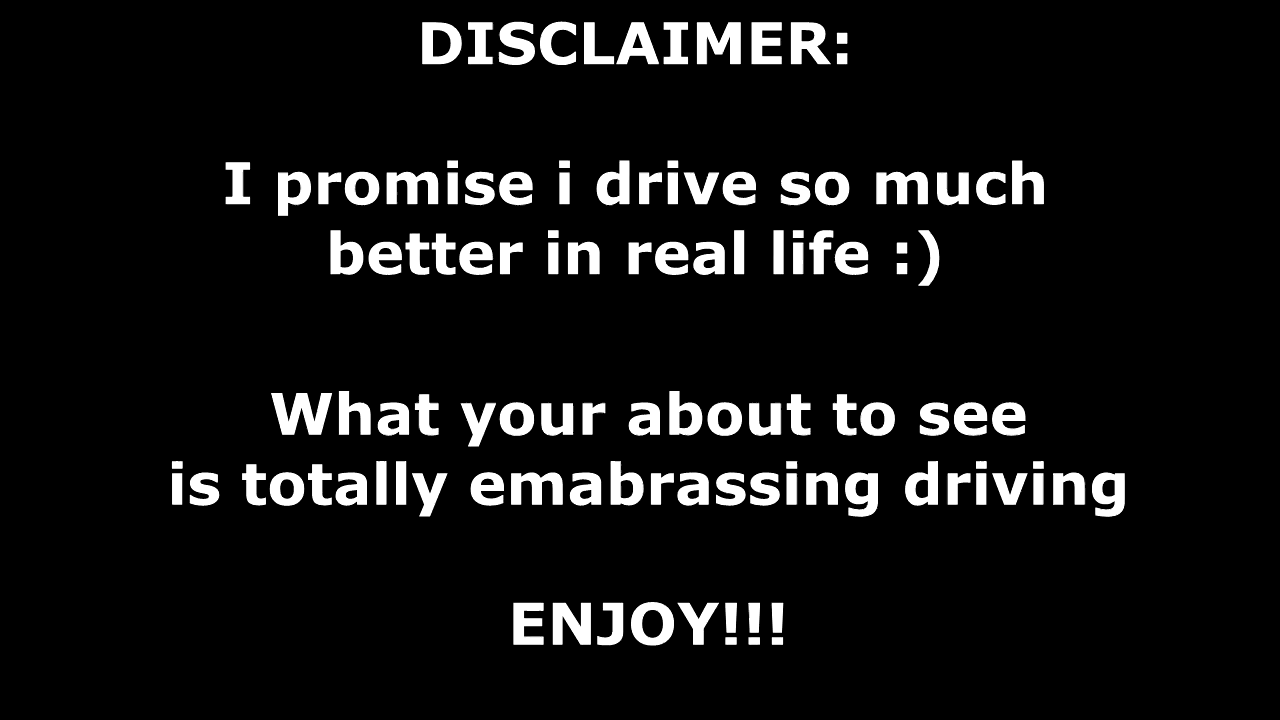 DISCLAIMER:
I promise i drive so much
better in real life :)
What your about to see
is totally emabrassing driving
ENJOY!!!